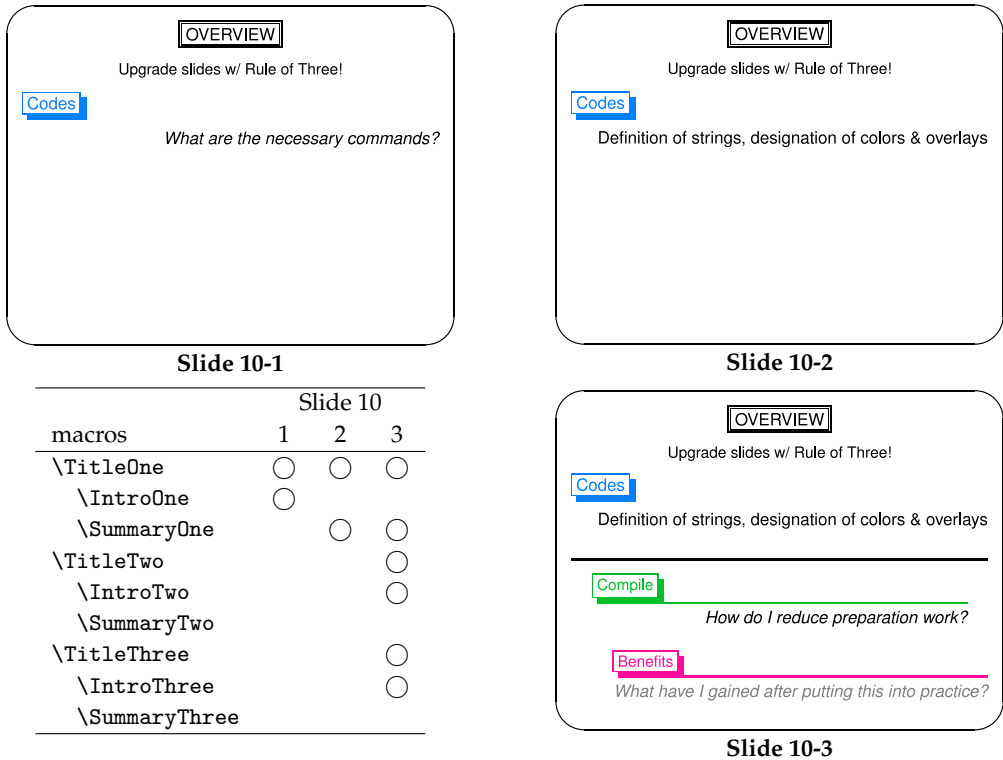 OVERVIEW
Upgrade slides w/ Rule of Three!
Codes
What are the necessary commands?
Slide 10-1
OVERVIEW
Upgrade slides w/ Rule of Three!
Codes
Definition of strings, designation of colors & overlays
Slide 10-2
Slide 10
macros 1 2 3
\TitleOne ◯ ◯ ◯
\IntroOne ◯
\SummaryOne ◯ ◯
\TitleTwo ◯
\IntroTwo ◯
\SummaryTwo
\TitleThree ◯
\IntroThree ◯
\SummaryThree
OVERVIEW
Upgrade slides w/ Rule of Three!
Codes
Definition of strings, designation of colors & overlays
Compile
How do I reduce preparation work?
Benefits
What have I gained after putting this into practice?
Slide 10-3